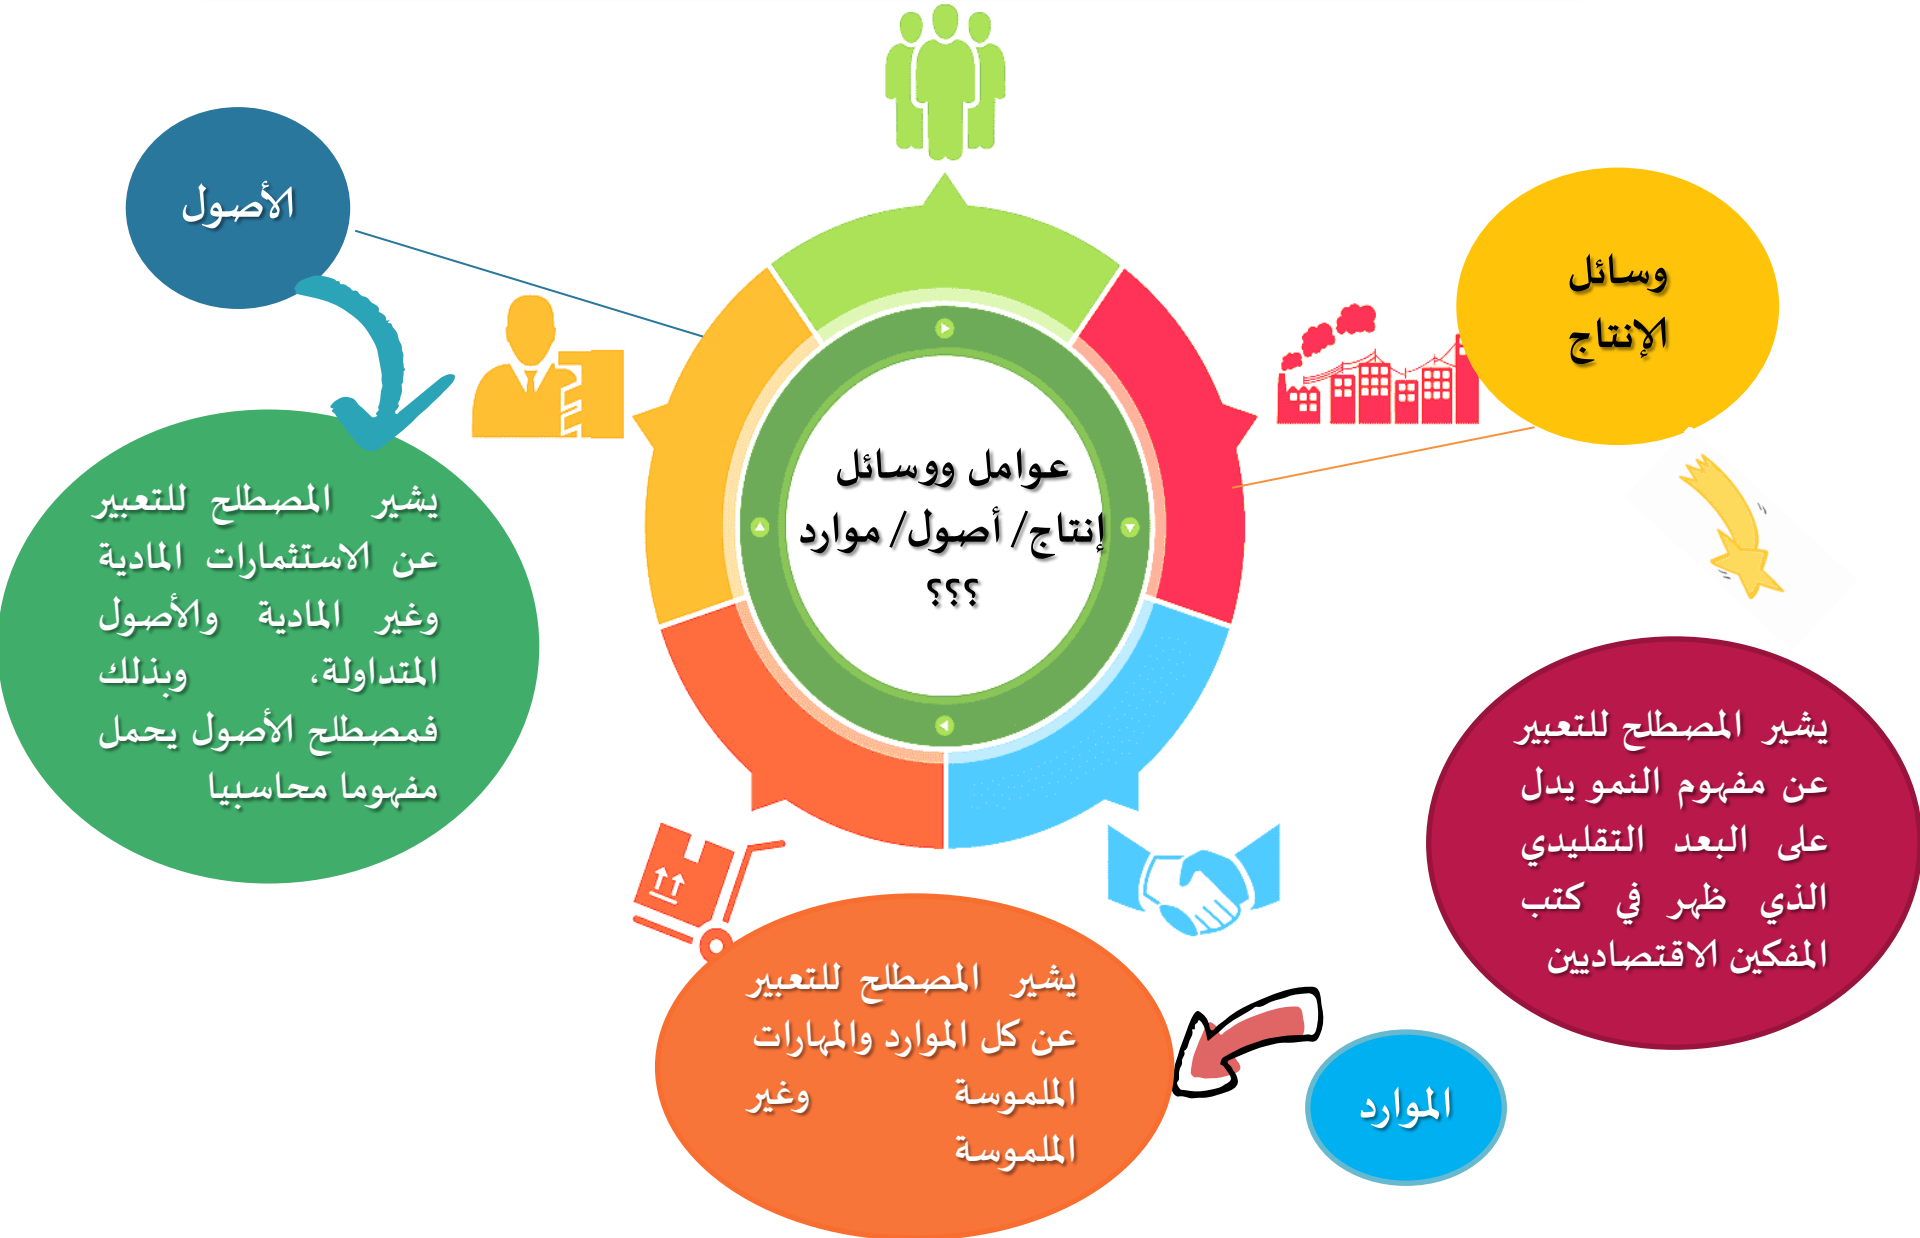 عوامل ووسائل
إنتاج/ أصول/ موارد
؟؟؟
وسائل
الإنتاج
يشير المصطلح للتعبير
عن مفهوم النمو يدل
على البعد التقليدي
الذي ظهر في كتب
المفكين الاقتصاديين
الأصول
يشير المصطلح للتعبير
عن الاستثمارات المادية
وغير المادية والأصول
المتداولة، وبذلك
فمصطلح الأصول يحمل
مفهوما محاسبيا
الموارد
يشير المصطلح للتعبير
عن كل الموارد والمهارات
الملموسة وغير
الملموسة